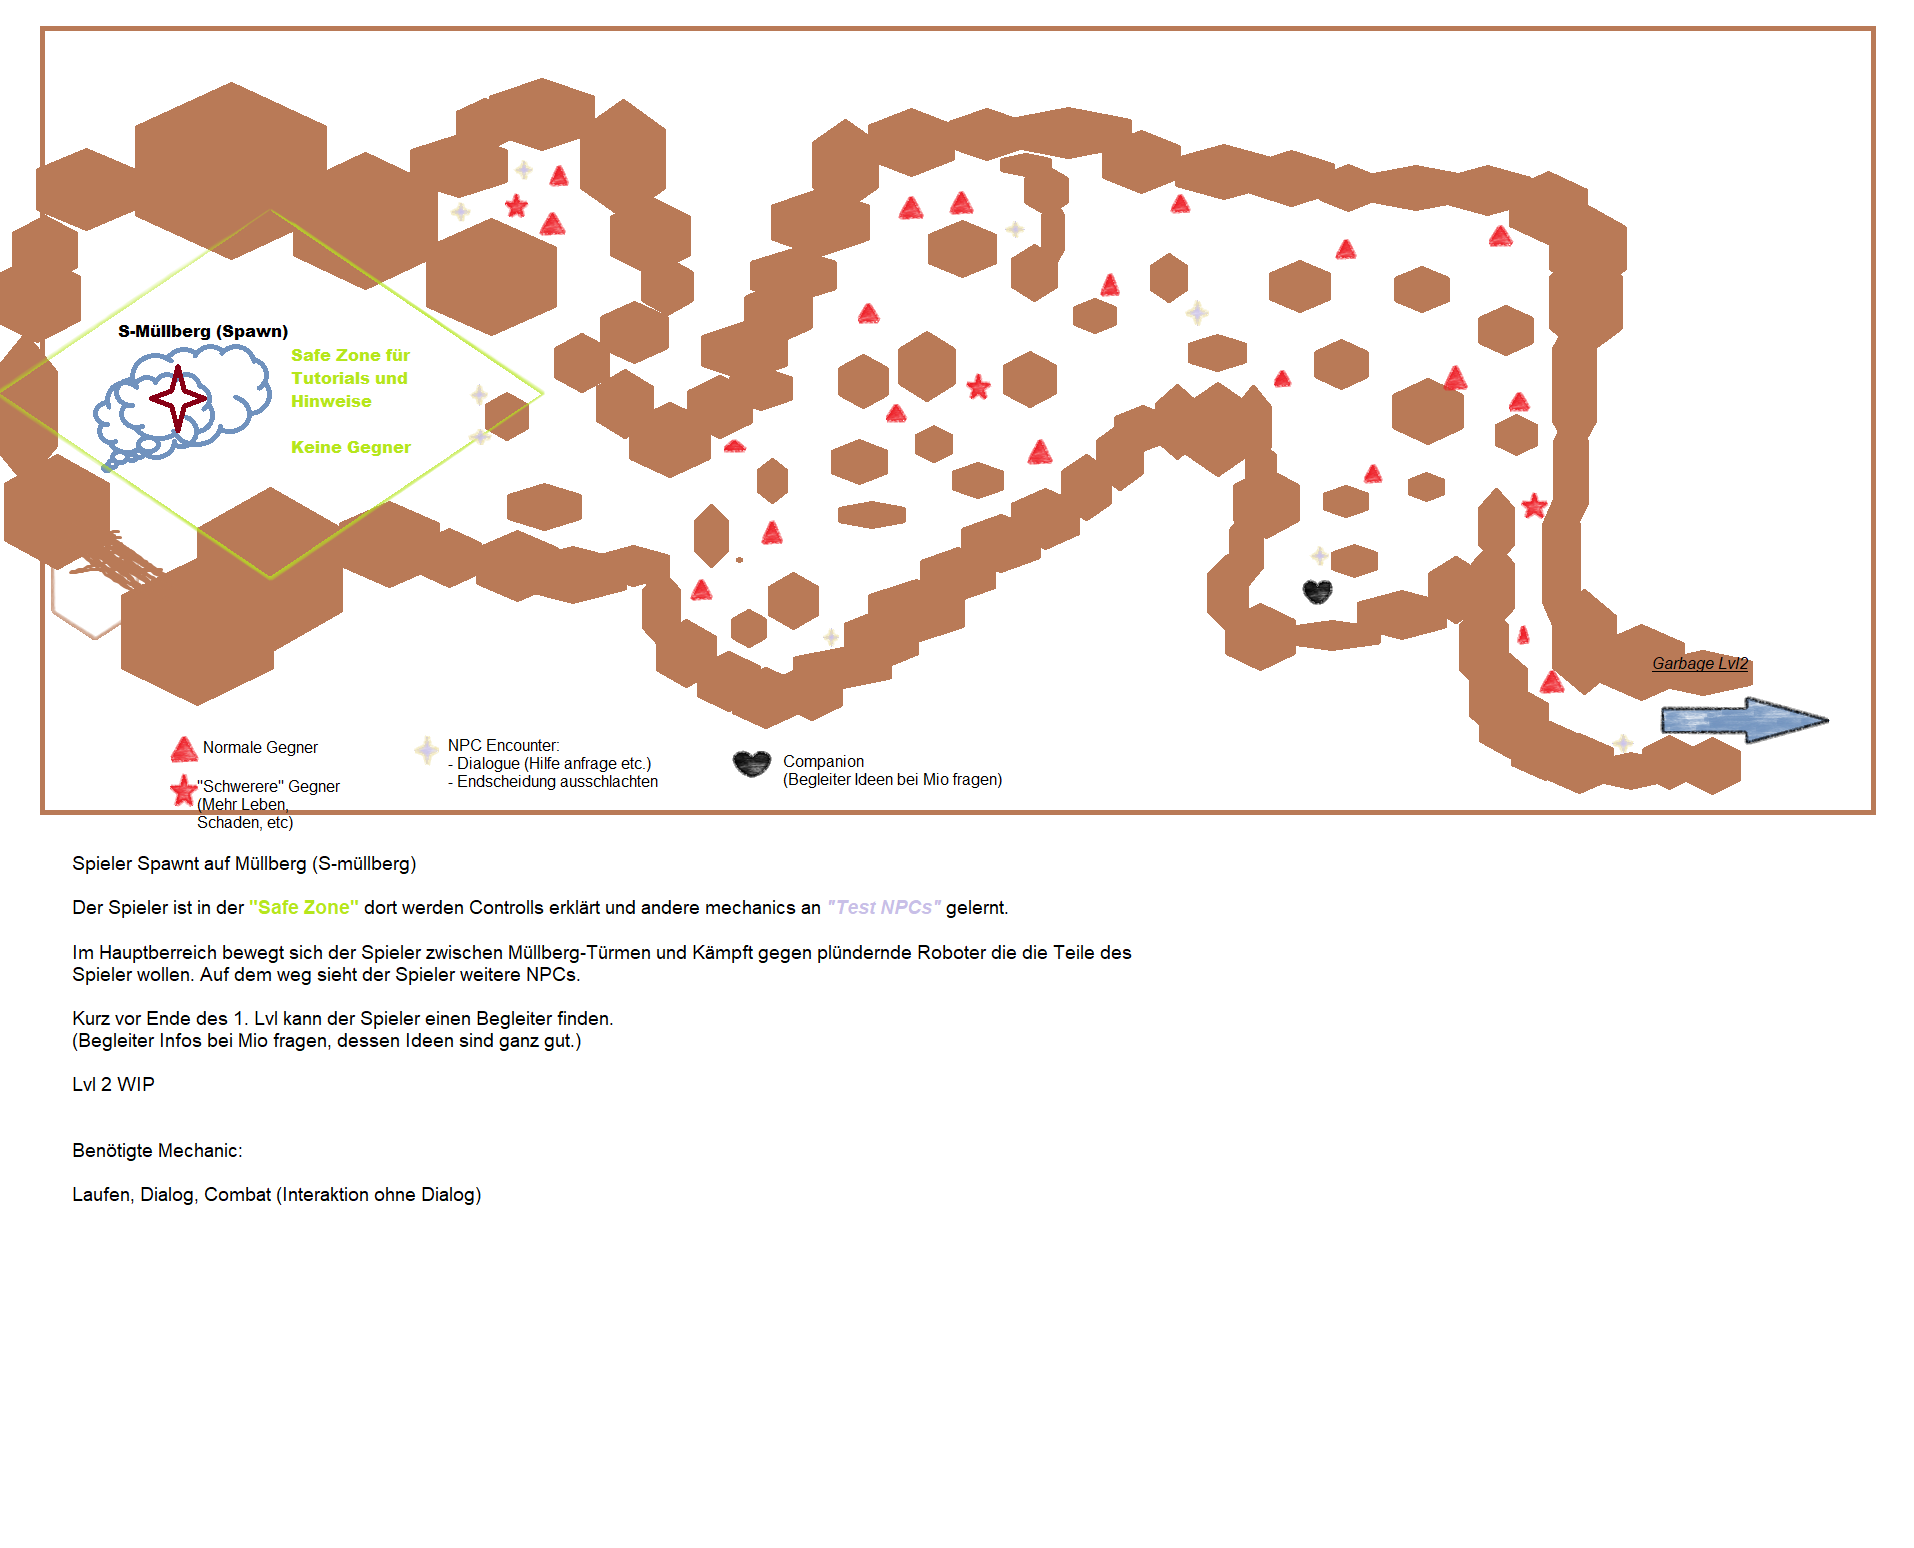 S-Müllberg (Spawn)
Safe Zone für
Tutorials und
Hinweise
Keine Gegner
Garbage Lvl2
Normale Gegner
"Schwerere" Gegner
(Mehr Leben,
Schaden, etc)
NPC Encounter:
- Dialogue (Hilfe anfrage etc.)
- Endscheidung ausschlachten
Companion
(Begleiter Ideen bei Mio fragen)
Spieler Spawnt auf Müllberg (S-müllberg)
Der Spieler ist in der "Safe Zone" dort werden Controlls erklärt und andere mechanics an "Test NPCs" gelernt.
Im Hauptberreich bewegt sich der Spieler zwischen Müllberg-Türmen und Kämpft gegen plündernde Roboter die die Teile des
Spieler wollen. Auf dem weg sieht der Spieler weitere NPCs.
Kurz vor Ende des 1. Lvl kann der Spieler einen Begleiter finden.
(Begleiter Infos bei Mio fragen, dessen Ideen sind ganz gut.)
Lvl 2 WIP
Benötigte Mechanic:
Laufen, Dialog, Combat (Interaktion ohne Dialog)